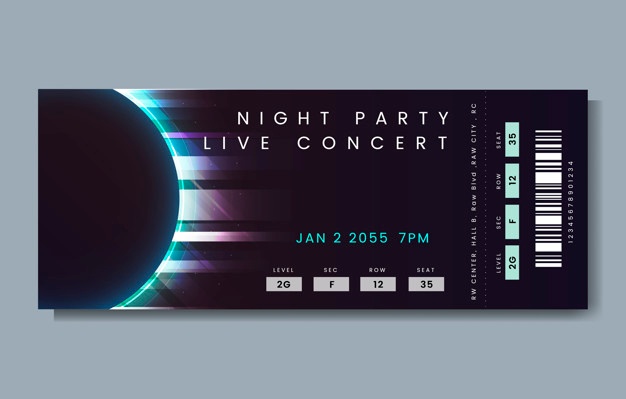 NIGHT PARTY
LIVE CONCERT
JAN 2 2055 7PM
LEVEL SEC ROW SEAT
2G F 12 35
RW CENTER, HALL B, Raw Blvd ,RAW CITY , RC
LEVEL SEC ROW SEAT
2G F 12 35
12345678901234